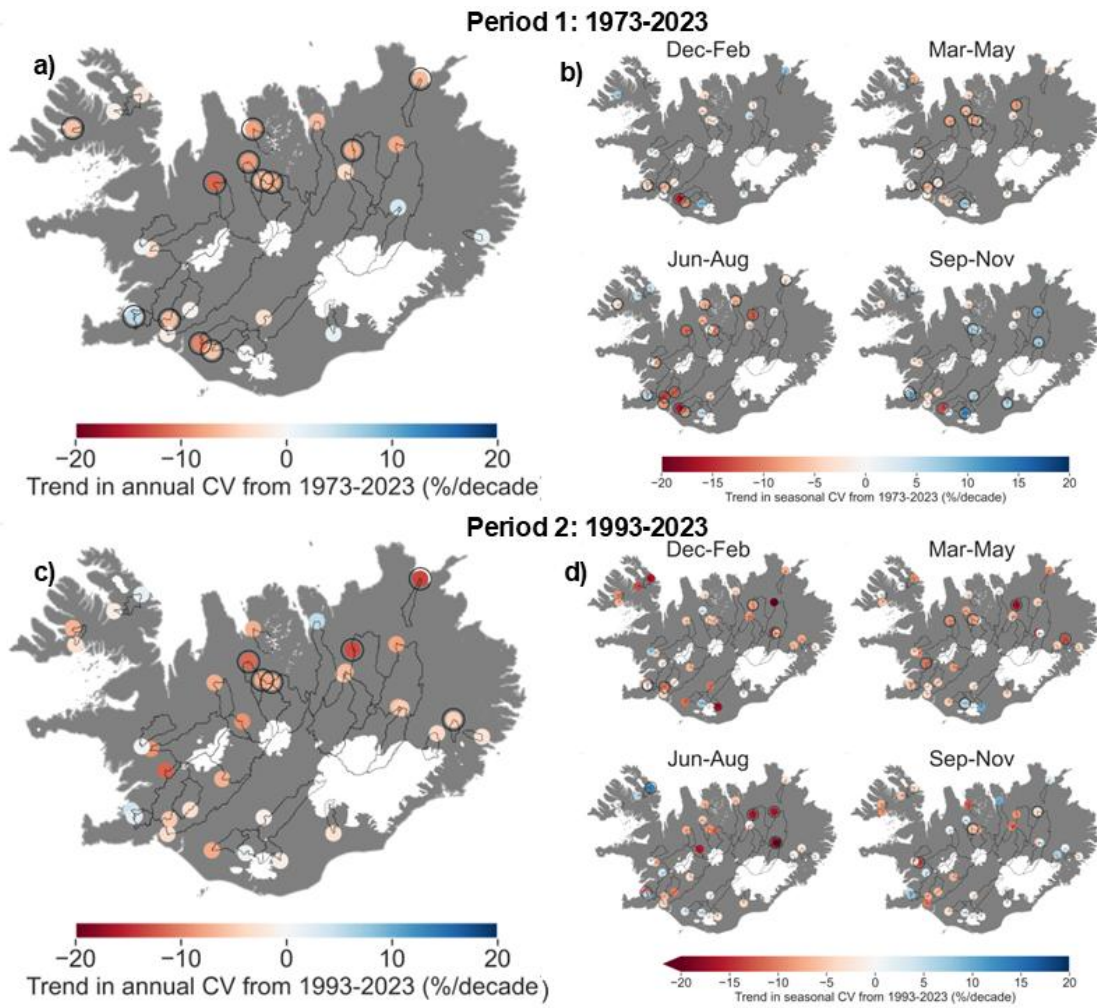 Period 1: 1973-2023
a)
b)
Dec-Feb
Mar-May
Jun-Aug
Sep-Nov
−20 −10 0 10 20
Trend in annual CV from 1973-2023 (%/decade)
−20 −15 −10 −5 0 5 10 15 20
Trend in seasonal CV from 1973-2023 (%/decade)
Period 2: 1993-2023
c)
d)
Dec-Feb
Mar-May
Jun-Aug
Sep-Nov
−20 −10 0 10 20
Trend in annual CV from 1993-2023 (%/decade)
−20 −15 −10 −5 0 5 10 15 20
Trend in seasonal CV from 1993-2023 (%/decade)